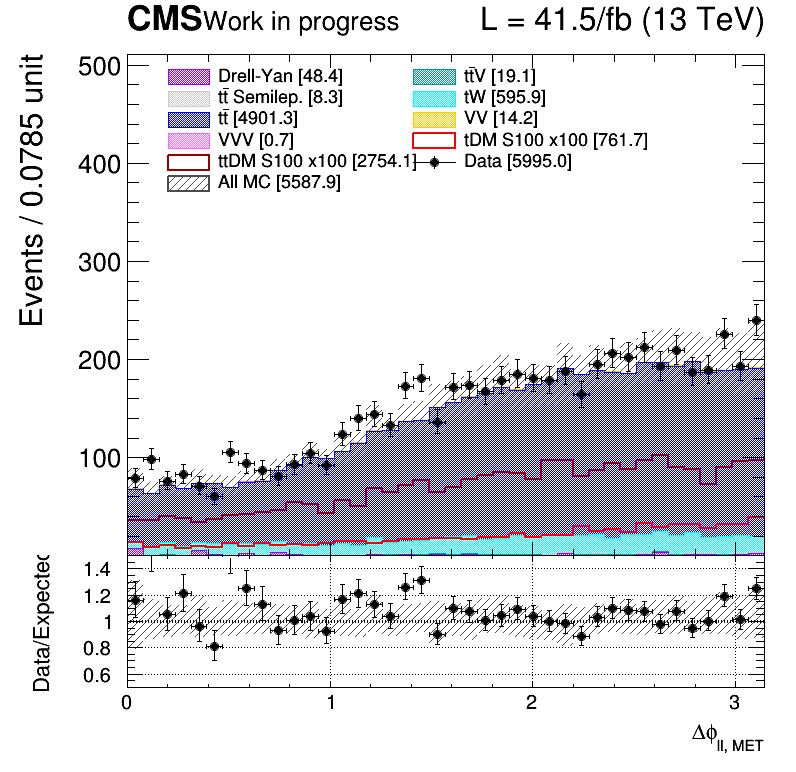 CMS Work in progress L = 41.5/fb (13 TeV)
Events / 0.0785 unit
500
400
300
200
100
Drell-Yan [48.4] tt̄V [19.1]
tt̄ Semilep. [8.3] tW [595.9]
tt̄ [4901.3] VV [14.2]
VVV [0.7] tDM S100 x100 [761.7]
ttDM S100 x100 [2754.1] Data [5995.0]
All MC [5587.9]
Data/Expected
1.4
1.2
1
0.8
0.6
0 1 2 3
Δϕll, MET